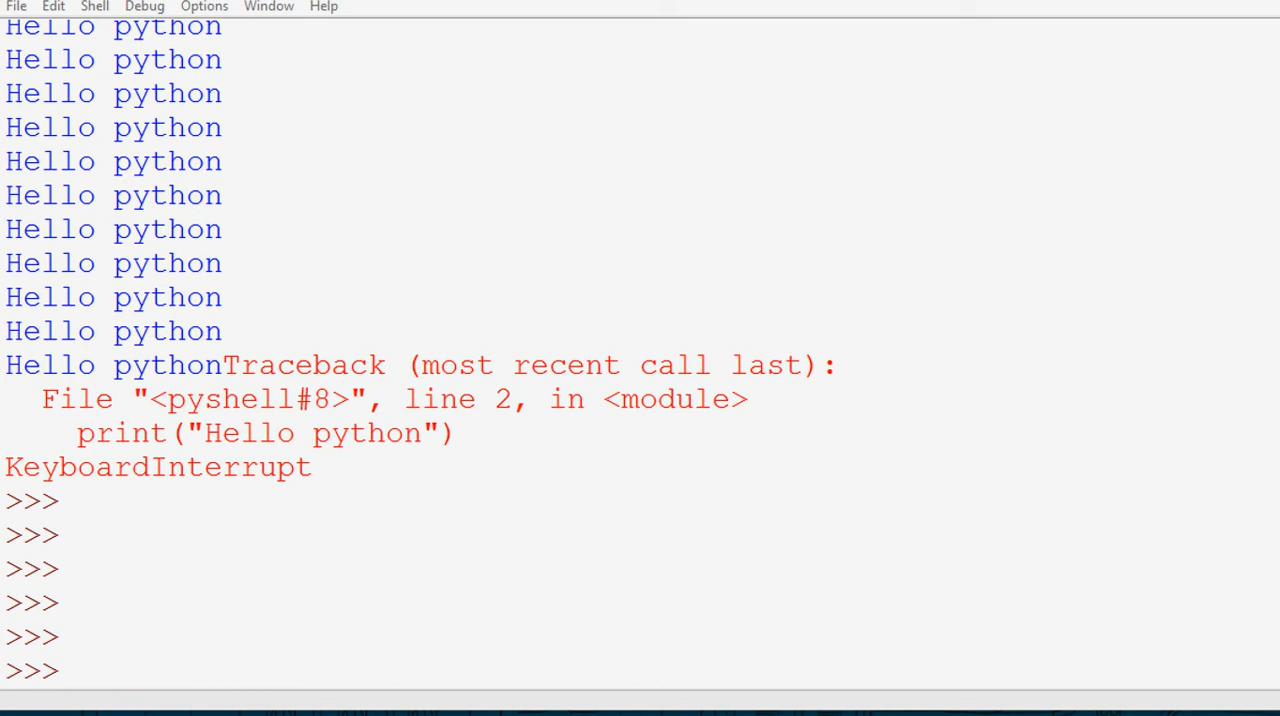 File Edit Shell Debug Options Window Help
Hello python
Hello python
Hello python
Hello python
Hello python
Hello python
Hello python
Hello python
Hello python
Hello python
Hello pythonTraceback (most recent call last):
  File "<pyshell#8>", line 2, in <module>
    print("Hello python")
KeyboardInterrupt
>>>
>>>
>>>
>>>
>>>
>>>